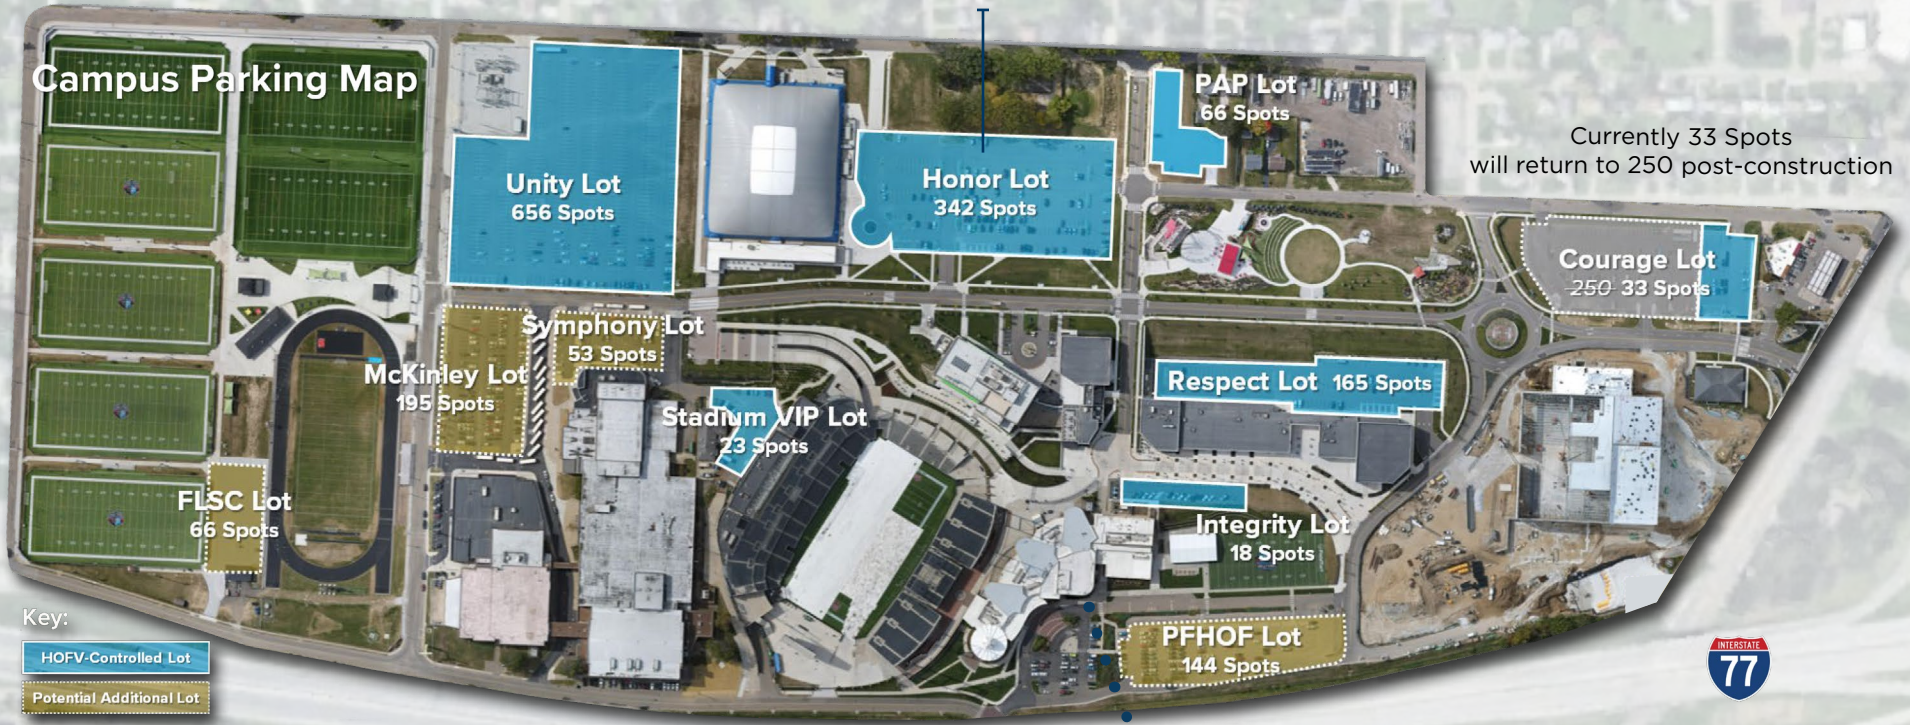 Campus Parking Map
PAP Lot
66 Spots
Currently 33 Spots
will return to 250 post-construction
Unity Lot
656 Spots
Honor Lot
342 Spots
Courage Lot
250 33 Spots
Symphony Lot
53 Spots
McKinley Lot
195 Spots
Respect Lot 165 Spots
Stadium VIP Lot
23 Spots
FLSC Lot
66 Spots
Integrity Lot
18 Spots
PFHOF Lot
144 Spots
Key:
HOFV-Controlled Lot
Potential Additional Lot
INTERSTATE
77